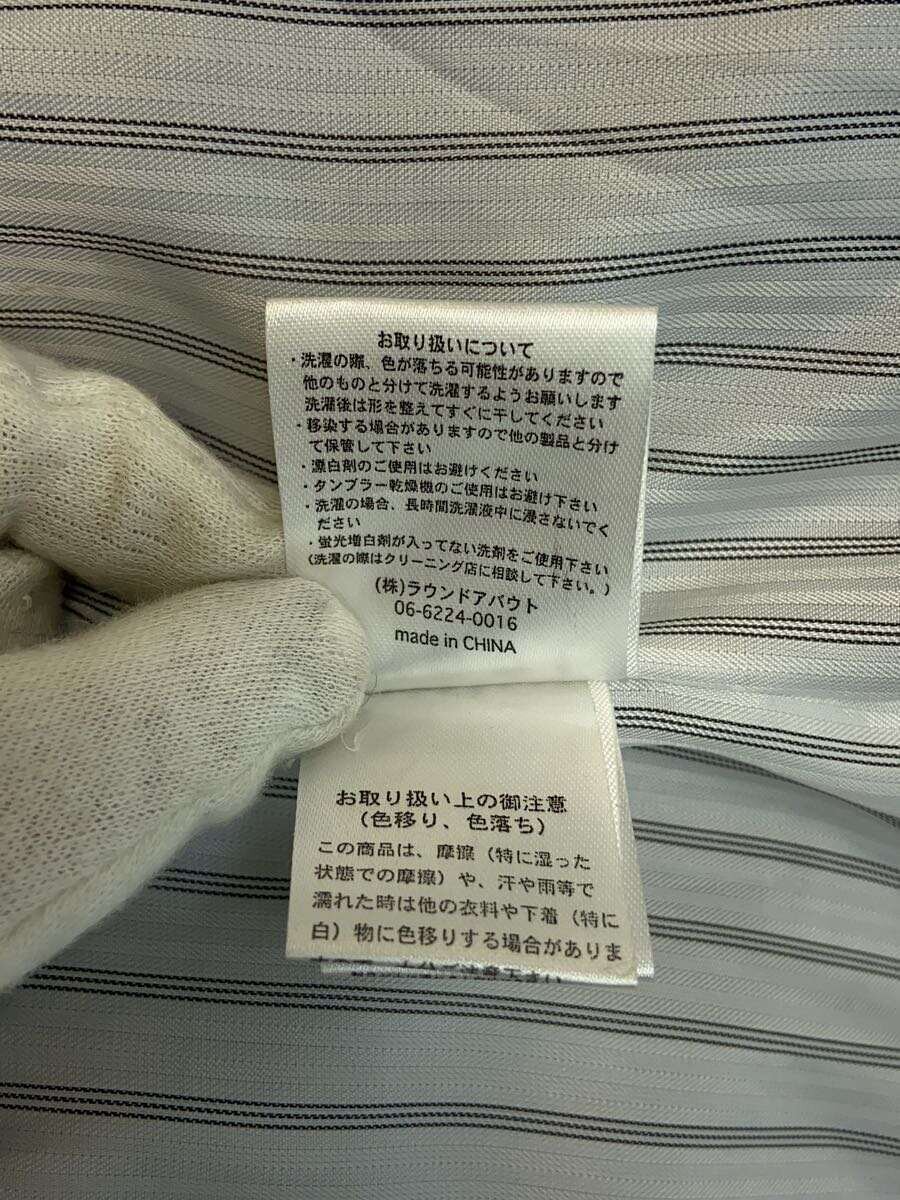 お取り扱いについて
・洗濯の際、色が落ちる可能性がありますので
他のものと分けて洗濯するようお願いします
洗濯後は形を整えてすぐに干してください
・移染する場合がありますので他の製品と分け
て保管して下さい
・漂白剤のご使用はお避けください
・タンブラー乾燥機のご使用はお避け下さい
・洗濯の場合、長時間洗濯液中に浸さないでく
ださい
・蛍光増白剤が入ってない洗剤をご使用下さい
(洗濯の際はクリーニング店に相談して下さい。)
(株)ラウンドアバウト
06-6224-0016
made in CHINA
お取り扱い上の御注意
(色移り、色落ち)
この商品は、摩擦(特に湿った
状態での摩擦)や、汗や雨等で
濡れた時は他の衣料や下着(特に
白)物に色移りする場合がありま